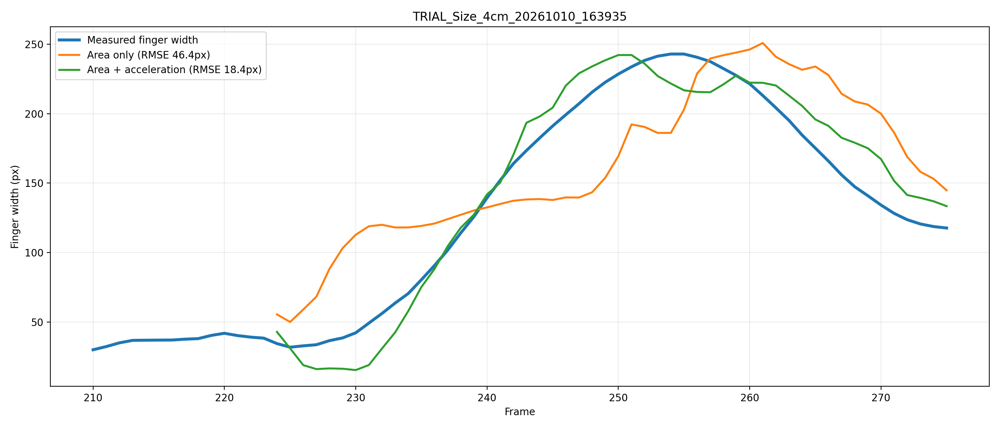 TRIAL_Size_4cm_20261010_163935
Measured finger width
Area only (RMSE 46.4px)
Area + acceleration (RMSE 18.4px)
250
200
150
100
50
Finger width (px)
210 220 230 240 250 260 270
Frame